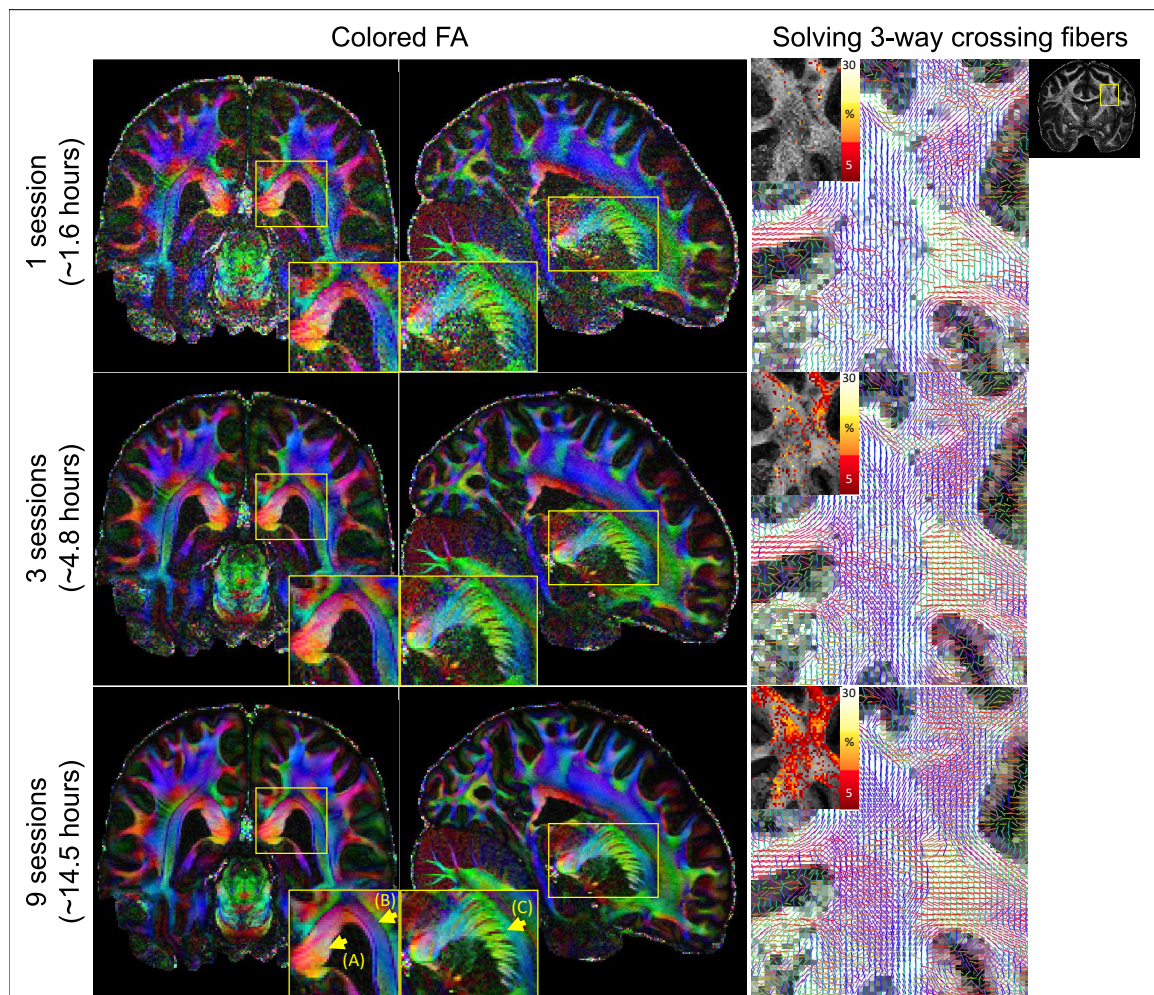 Colored FA
Solving 3-way crossing fibers
1 session
(~1.6 hours)
30
%
5
3 sessions
(~4.8 hours)
30
%
5
9 sessions
(~14.5 hours)
30
%
5
(B)
(C)
(A)